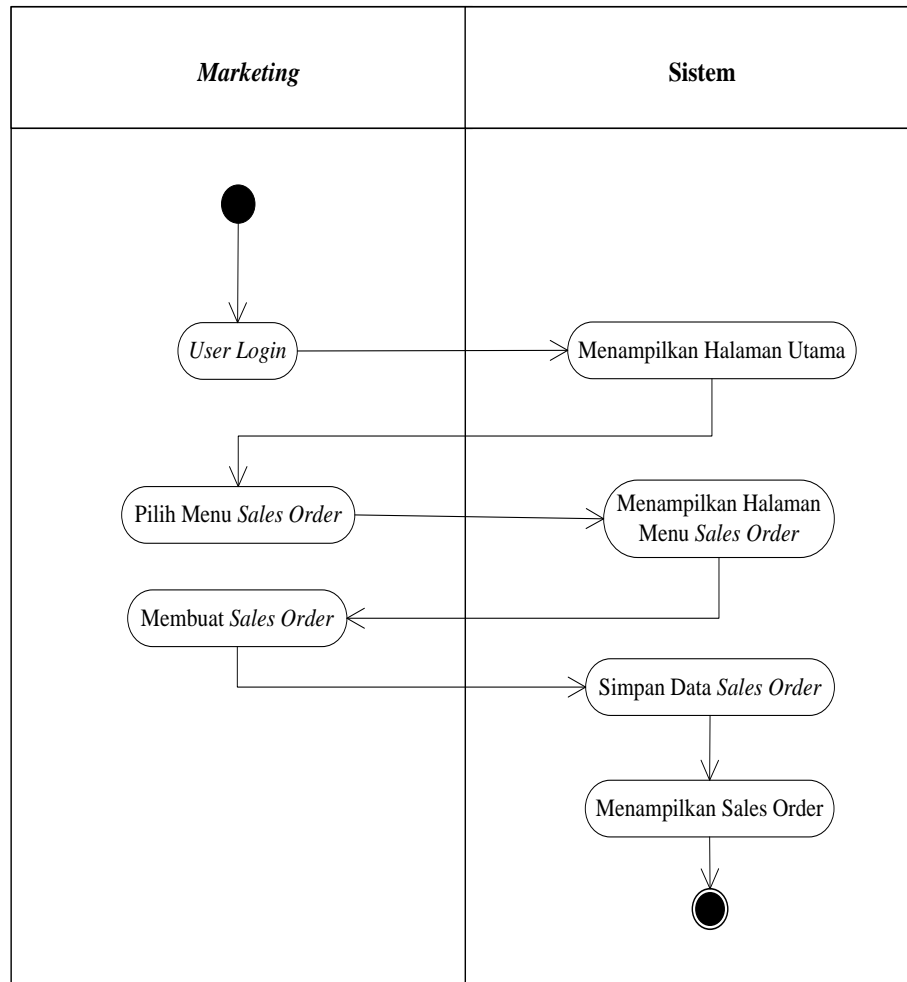 Marketing
Sistem
User Login
Menampilkan Halaman Utama
Pilih Menu Sales Order
Menampilkan Halaman
Menu Sales Order
Membuat Sales Order
Simpan Data Sales Order
Menampilkan Sales Order